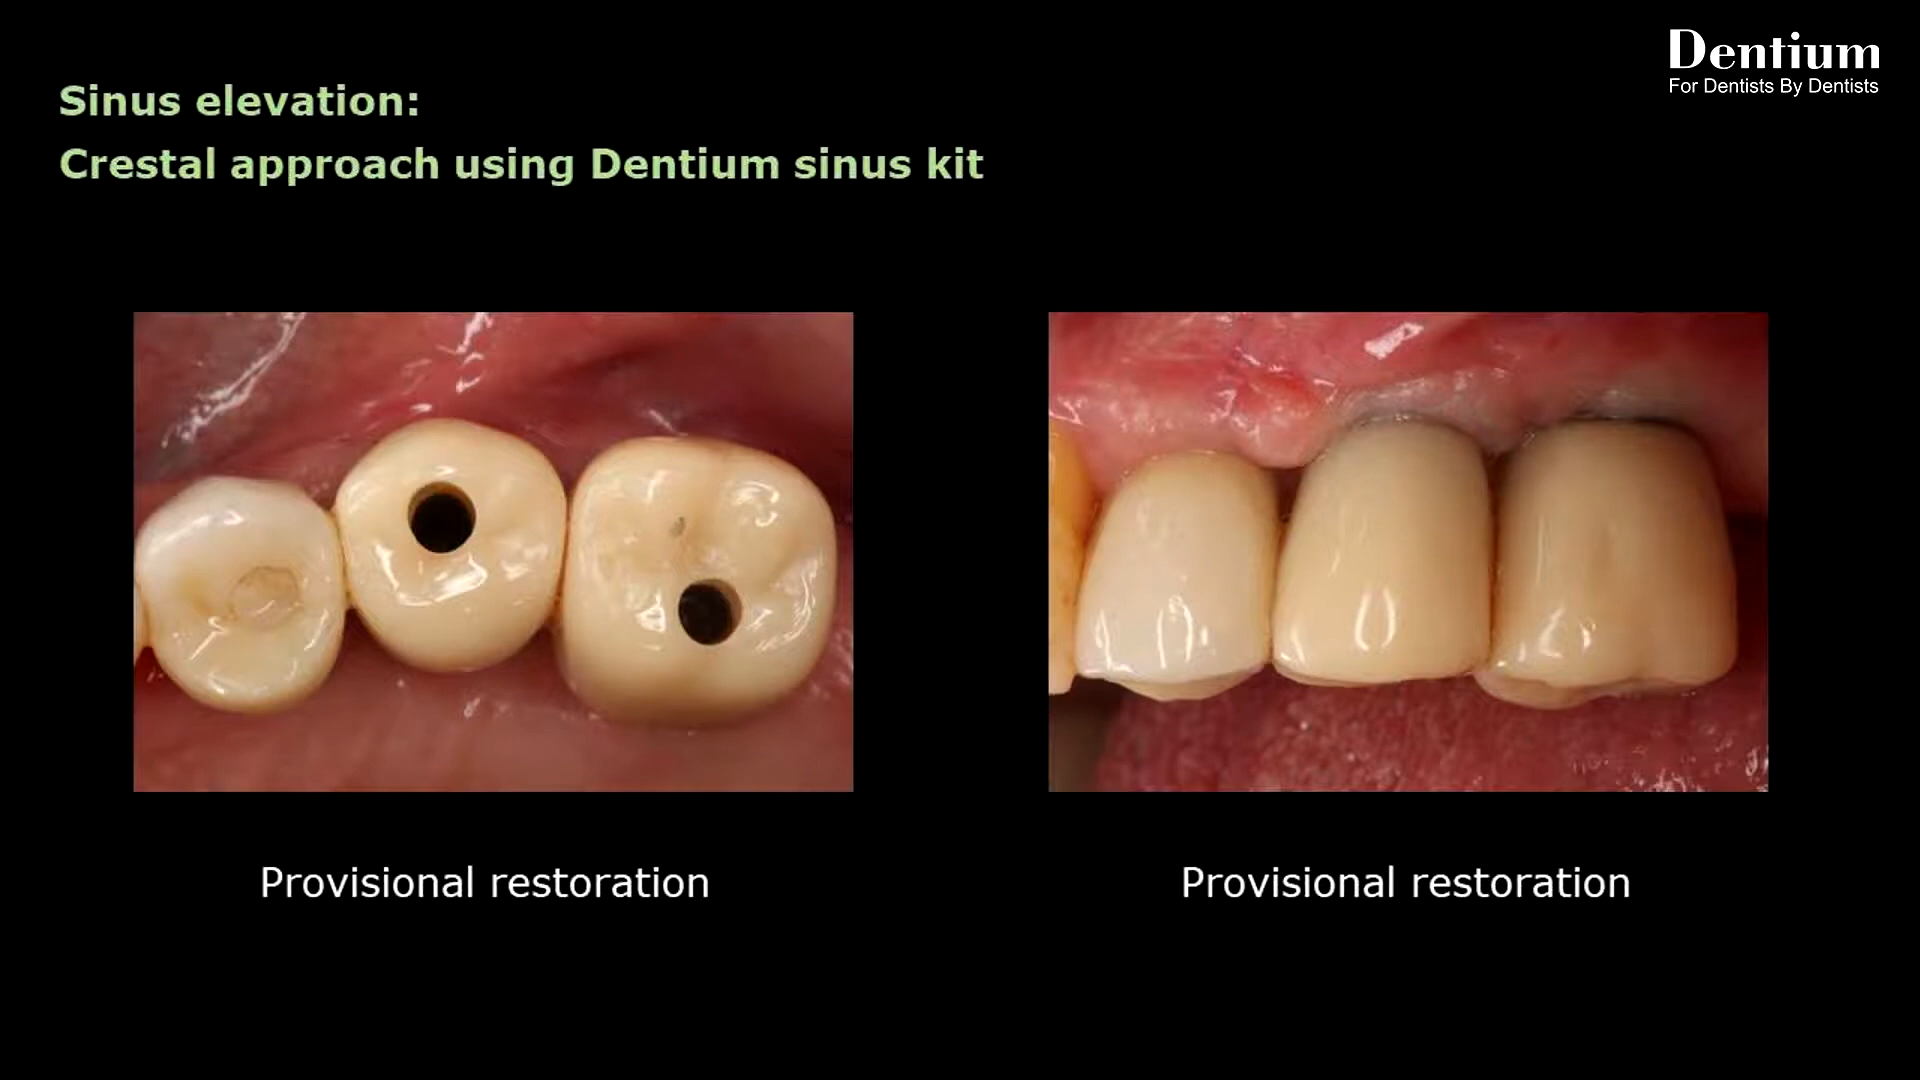 Dentium
For Dentists By Dentists
Sinus elevation:
Crestal approach using Dentium sinus kit
Provisional restoration
Provisional restoration